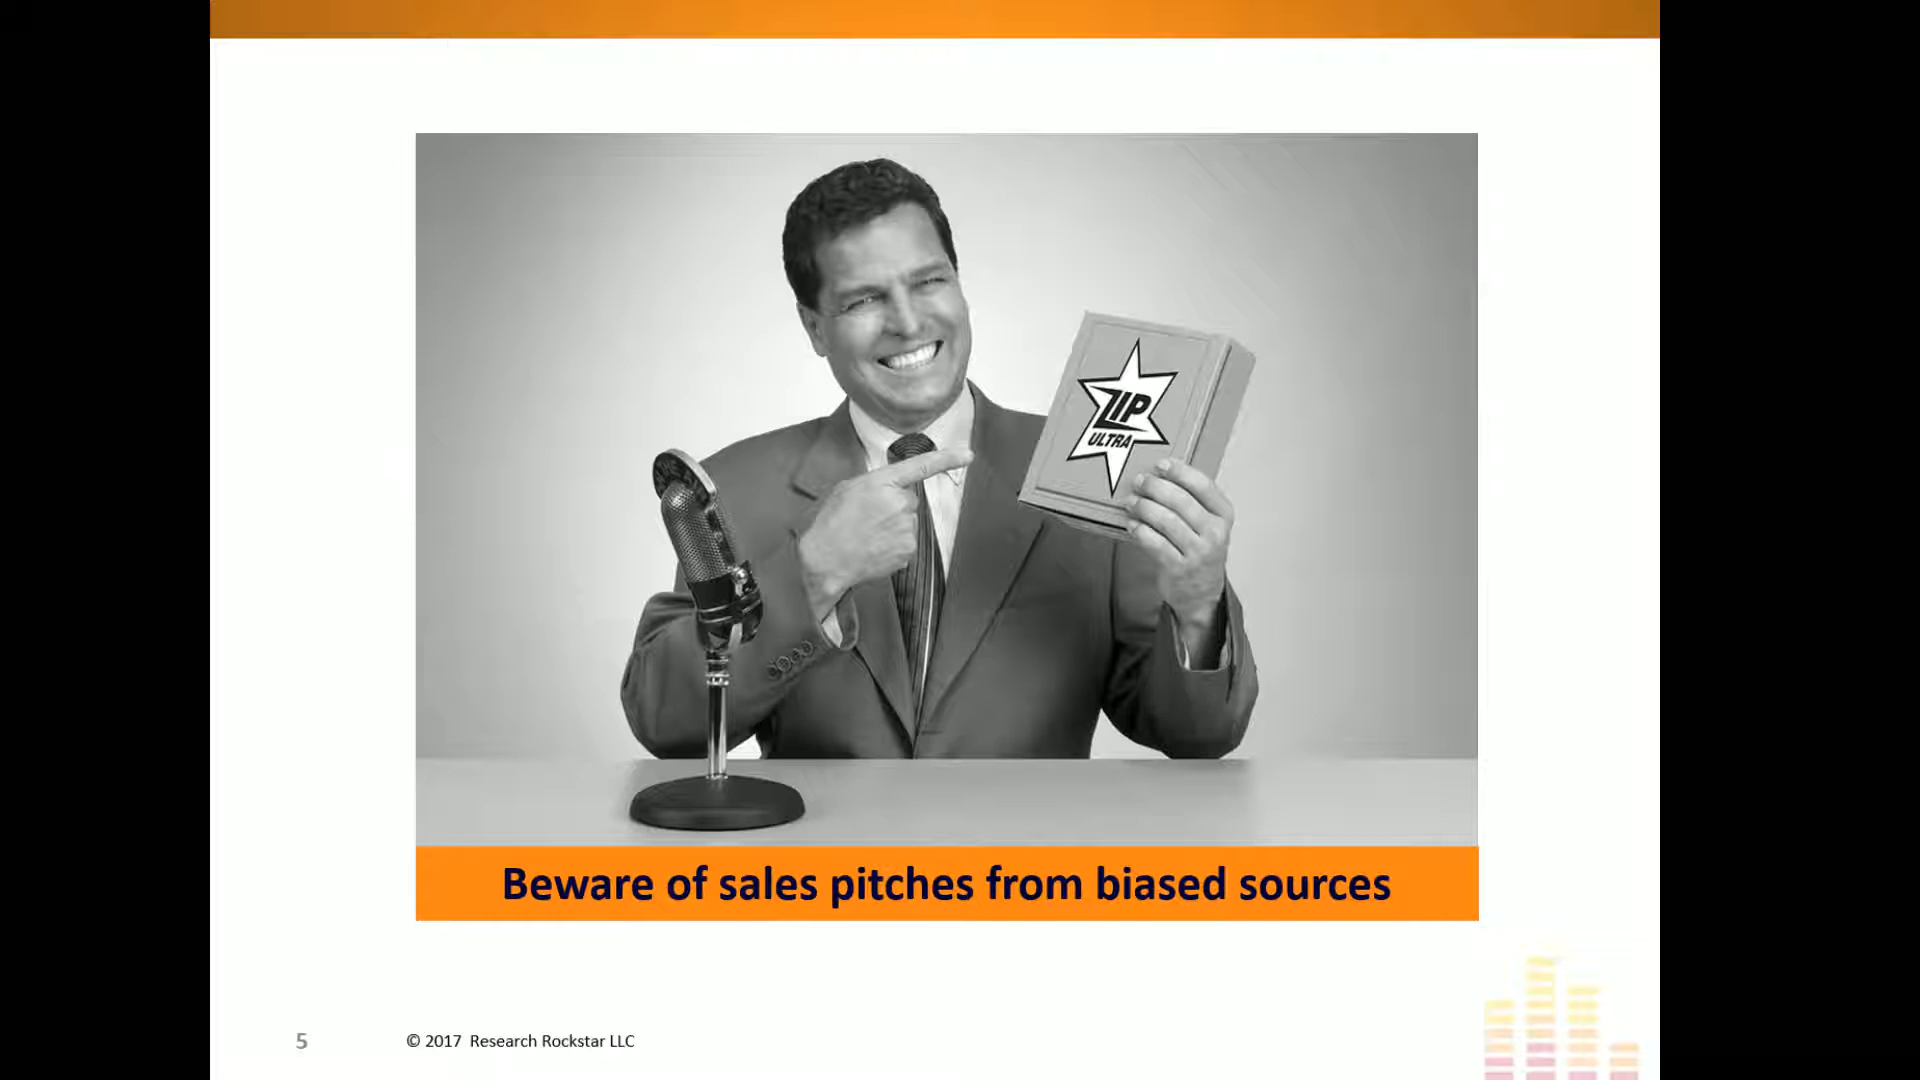 ZIP
ULTRA
Beware of sales pitches from biased sources
5
© 2017 Research Rockstar LLC